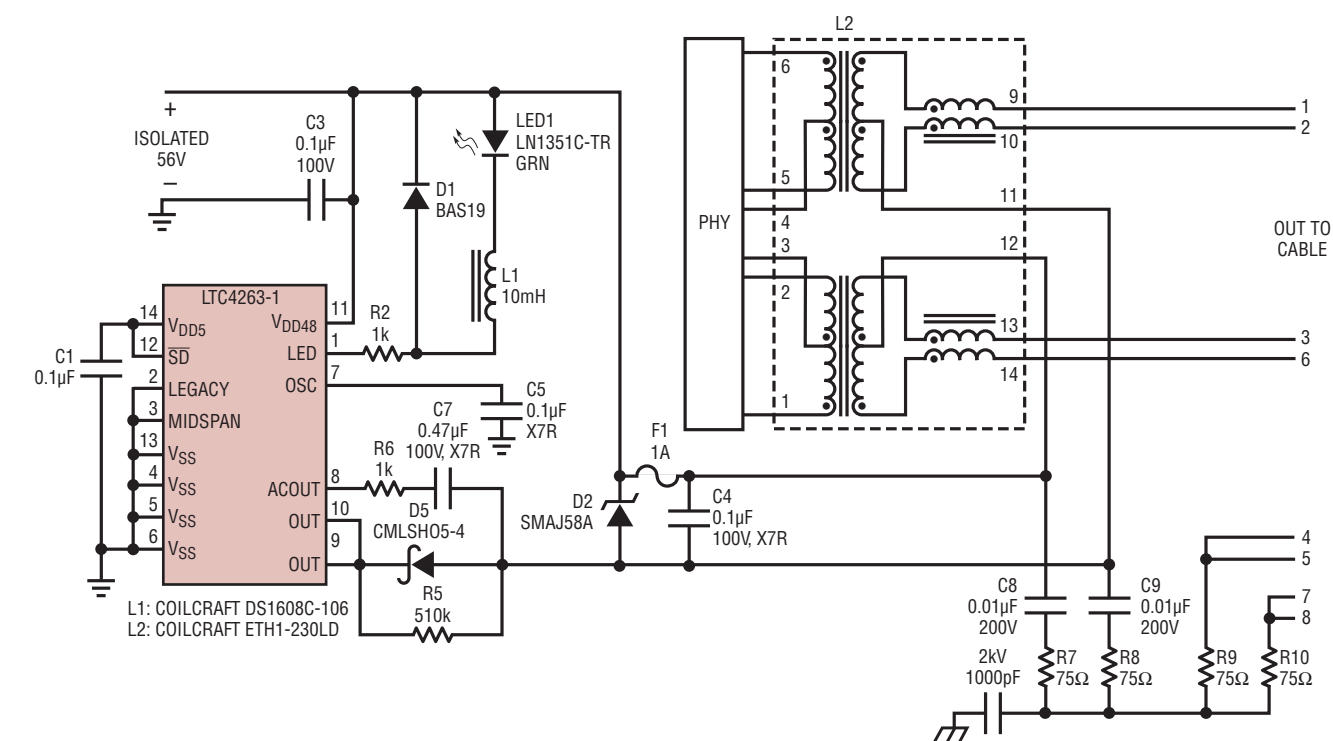 L2
PHY
6
5
4
3
2
1
9
10
11
12
13
14
1
2
OUT TO
CABLE
3
6
+
ISOLATED
56V
–
C3
0.1µF
100V
D1
BAS19
LED1
LN1351C-TR
GRN
L1
10mH
LTC4263-1
14
VDD5
12
SD
2
LEGACY
3
MIDSPAN
13
VSS
4
VSS
5
VSS
6
VSS
11
VDD48
1
LED
7
OSC
8
ACOUT
10
OUT
9
OUT
C1
0.1µF
R2
1k
C5
0.1µF
X7R
C7
0.47µF
100V, X7R
R6
1k
D5
CMLSHO5-4
R5
510k
L1: COILCRAFT DS1608C-106
L2: COILCRAFT ETH1-230LD
F1
1A
D2
SMAJ58A
C4
0.1µF
100V, X7R
C8
0.01µF
200V
C9
0.01µF
200V
2kV
1000pF
R7
75Ω
R8
75Ω
R9
75Ω
R10
75Ω
4
5
7
8